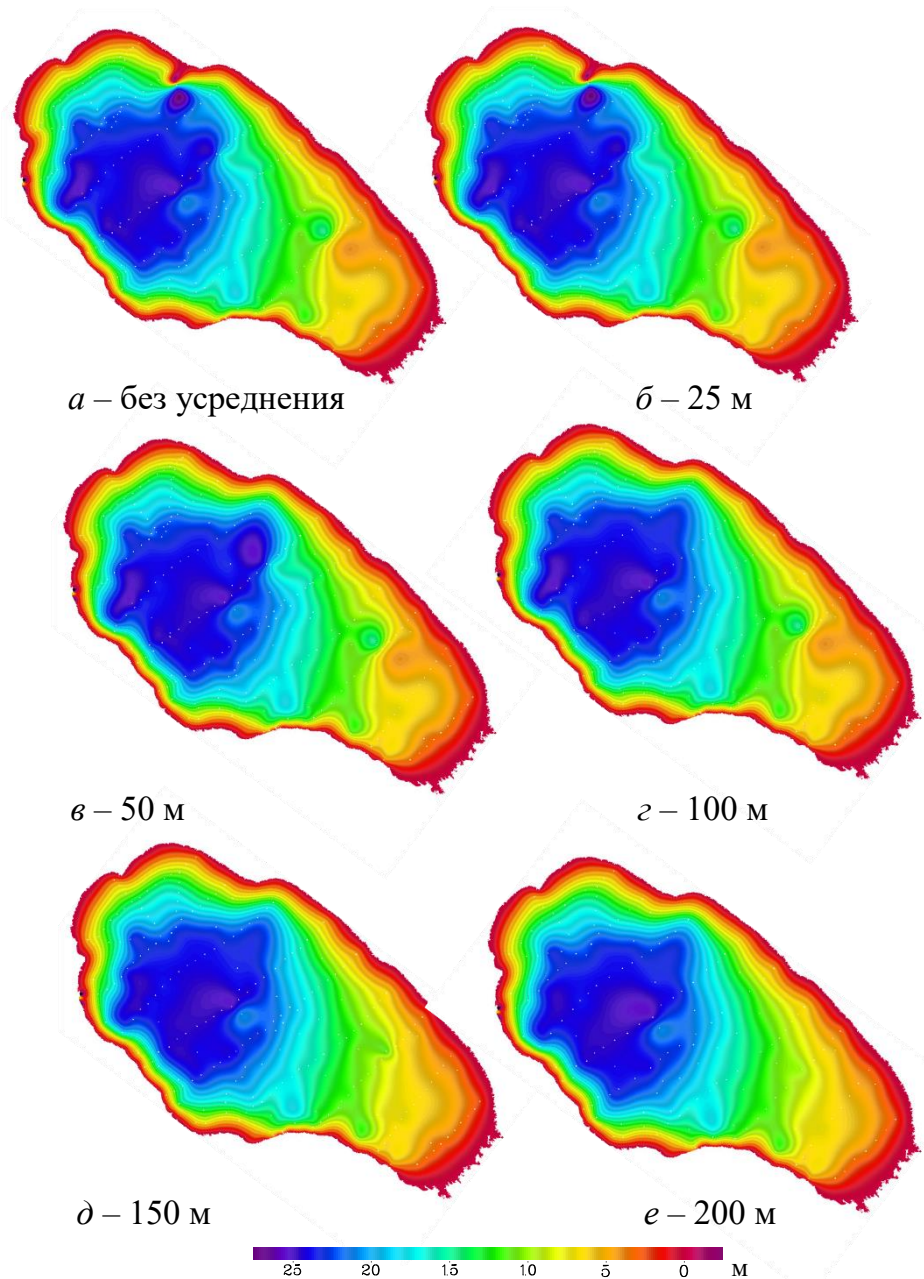 а – без усреднения
б – 25 м
в – 50 м
г – 100 м
д – 150 м
е – 200 м
25 20 15 10 5 0 м